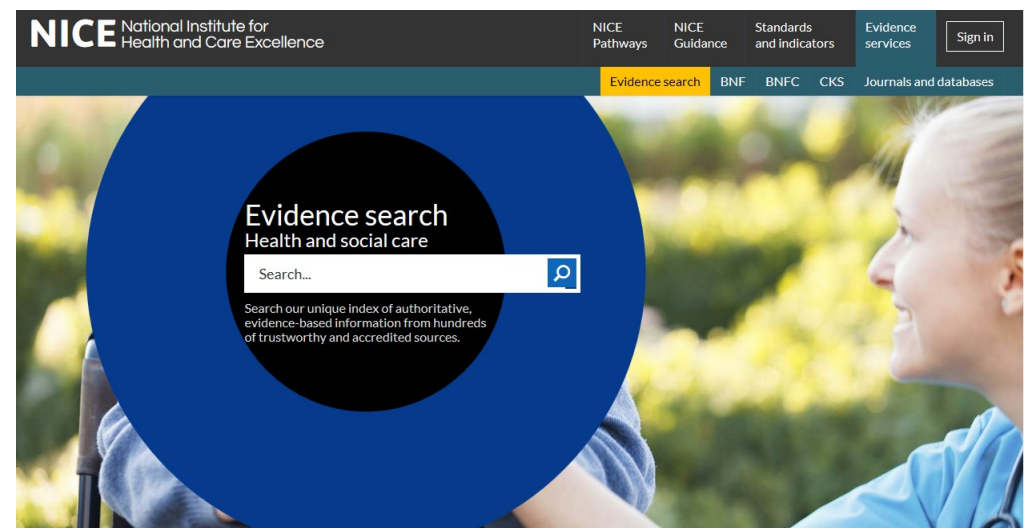 NICE National Institute for
Health and Care Excellence
NICE
Pathways
NICE
Guidance
Standards
and indicators
Evidence
services
Sign in
Evidence search
BNF
BNFC
CKS
Journals and databases
Evidence search
Health and social care
Search...
Search our unique index of authoritative,
evidence-based information from hundreds
of trustworthy and accredited sources.